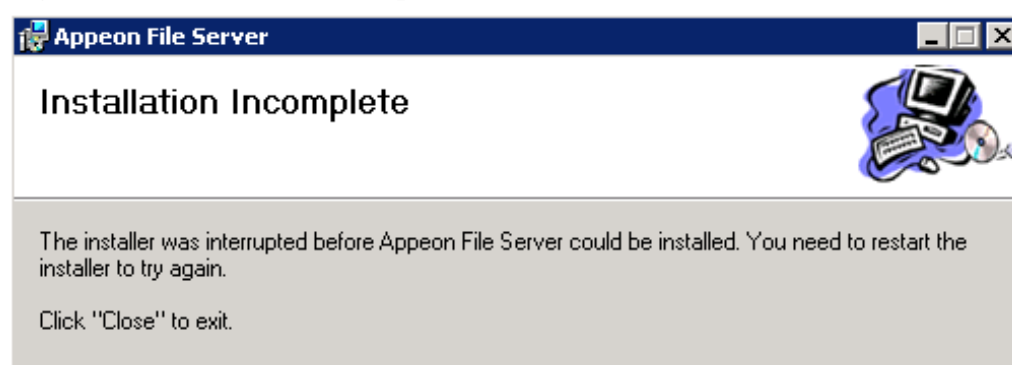 Appeon File Server
Installation Incomplete
The installer was interrupted before Appeon File Server could be installed. You need to restart the
installer to try again.
Click "Close" to exit.